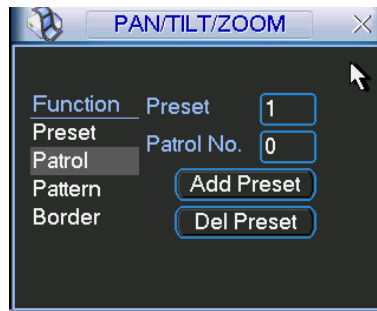 PAN/TILT/ZOOM
Function
Preset
Patrol
Pattern
Border
Preset 1
Patrol No. 0
Add Preset
Del Preset